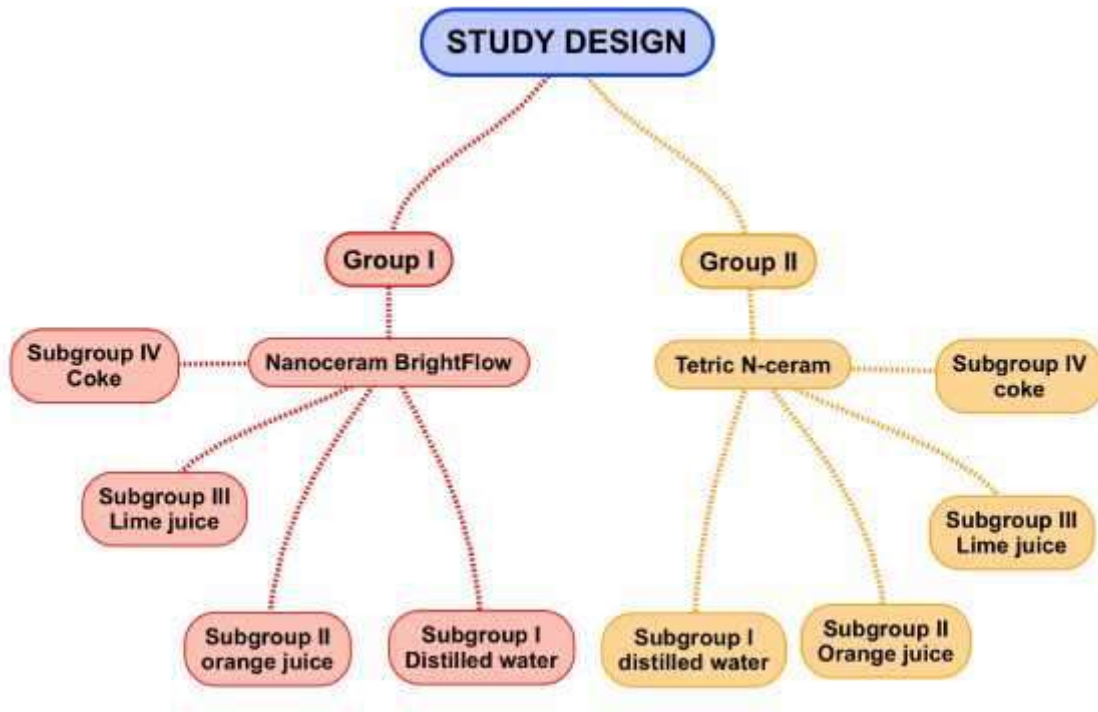 STUDY DESIGN
Group I
Group II
Nanoceram BrightFlow
Tetric N-ceram
Subgroup IV
Coke
Subgroup IV
coke
Subgroup III
Lime juice
Subgroup III
Lime juice
Subgroup II
orange juice
Subgroup I
Distilled water
Subgroup I
distilled water
Subgroup II
Orange juice